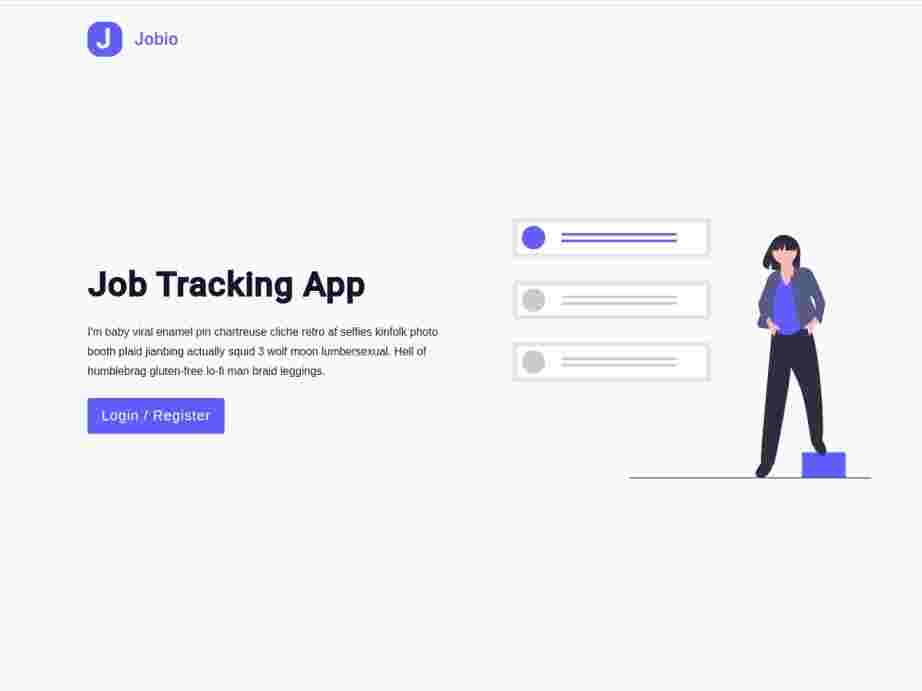 J Jobio
Job Tracking App
I'm baby viral enamel pin chartreuse cliche retro af selfies kinfolk photo
booth plaid jianbing actually squid 3 wolf moon lumbersexual. Hell of
humblebrag gluten-free lo-fi man braid leggings.
Login / Register